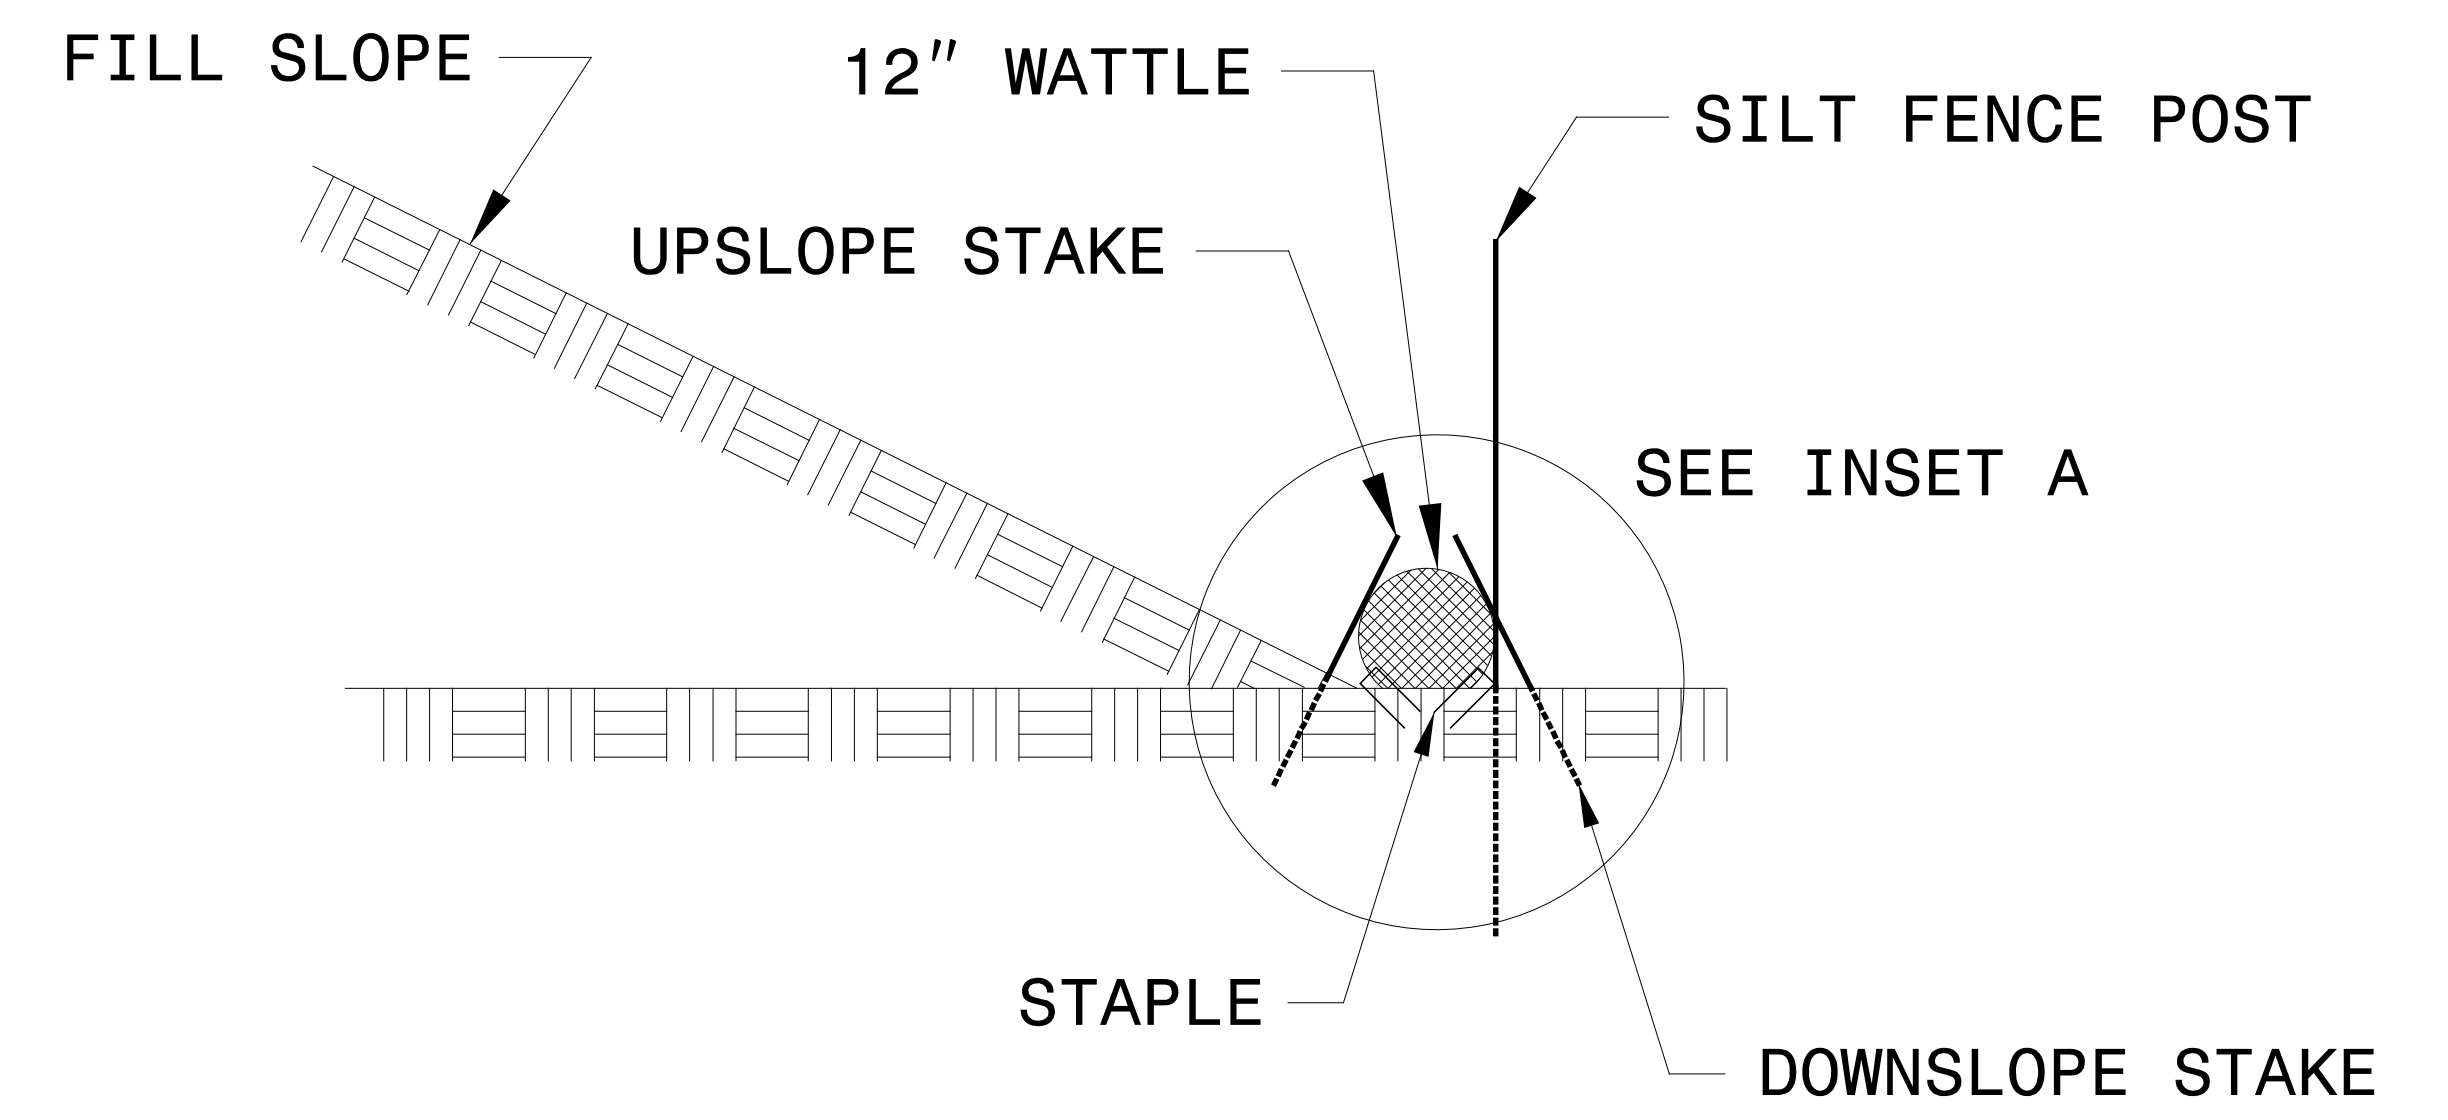 FILL SLOPE
12" WATTLE
SILT FENCE POST
UPSLOPE STAKE
SEE INSET A
STAPLE
DOWNSLOPE STAKE